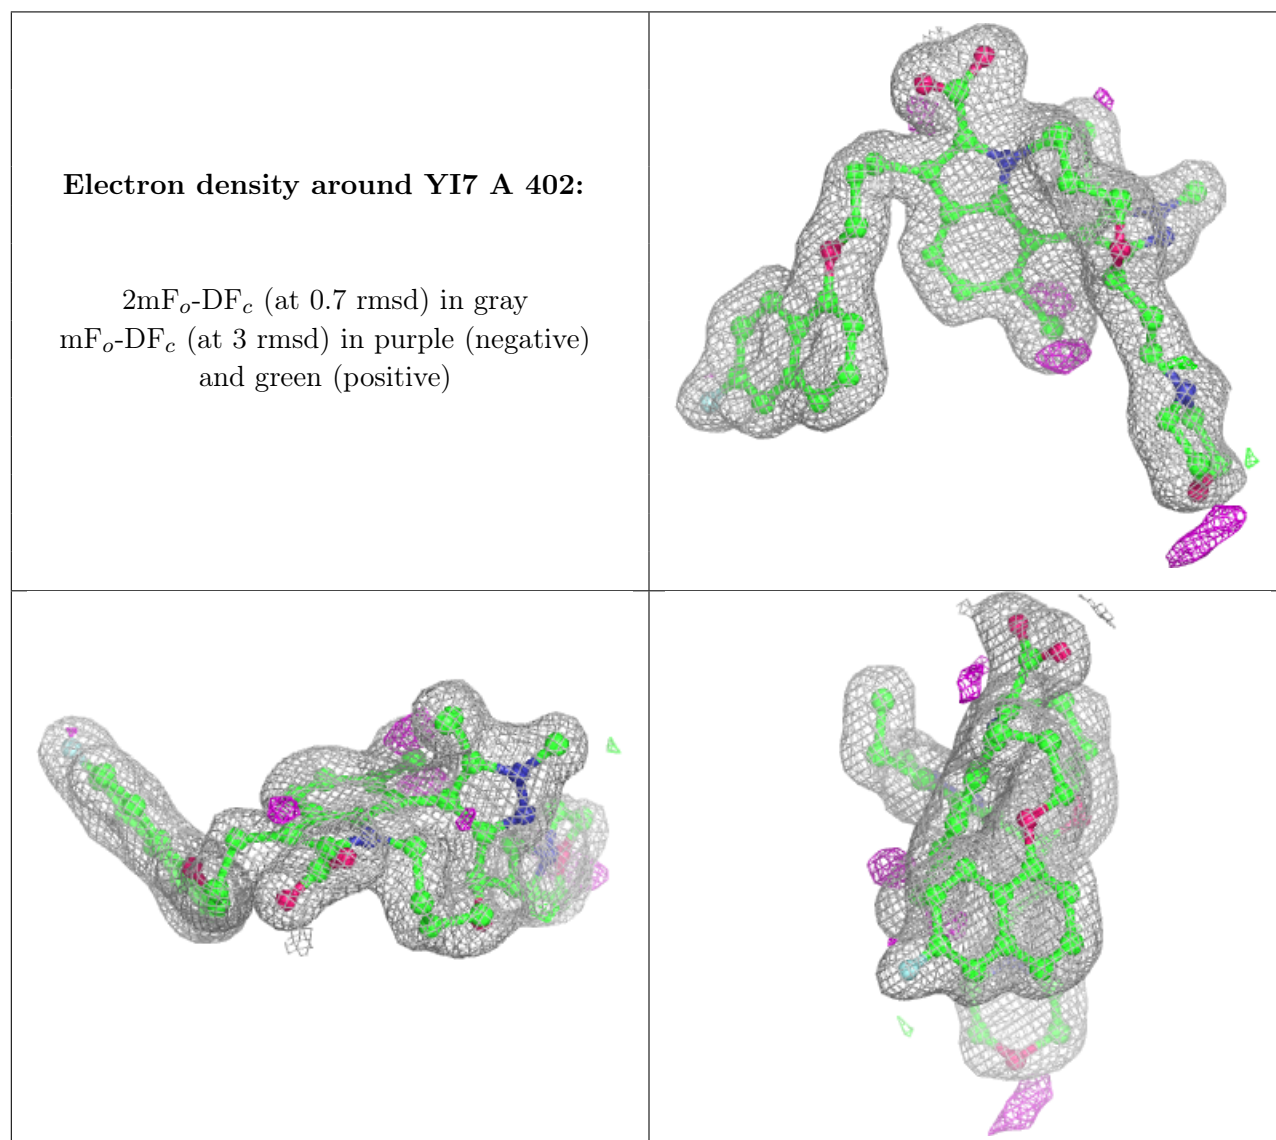 Electron density around YI7 A 402:
2mFₒ-DF𝒸 (at 0.7 rmsd) in gray
mFₒ-DF𝒸 (at 3 rmsd) in purple (negative)
and green (positive)